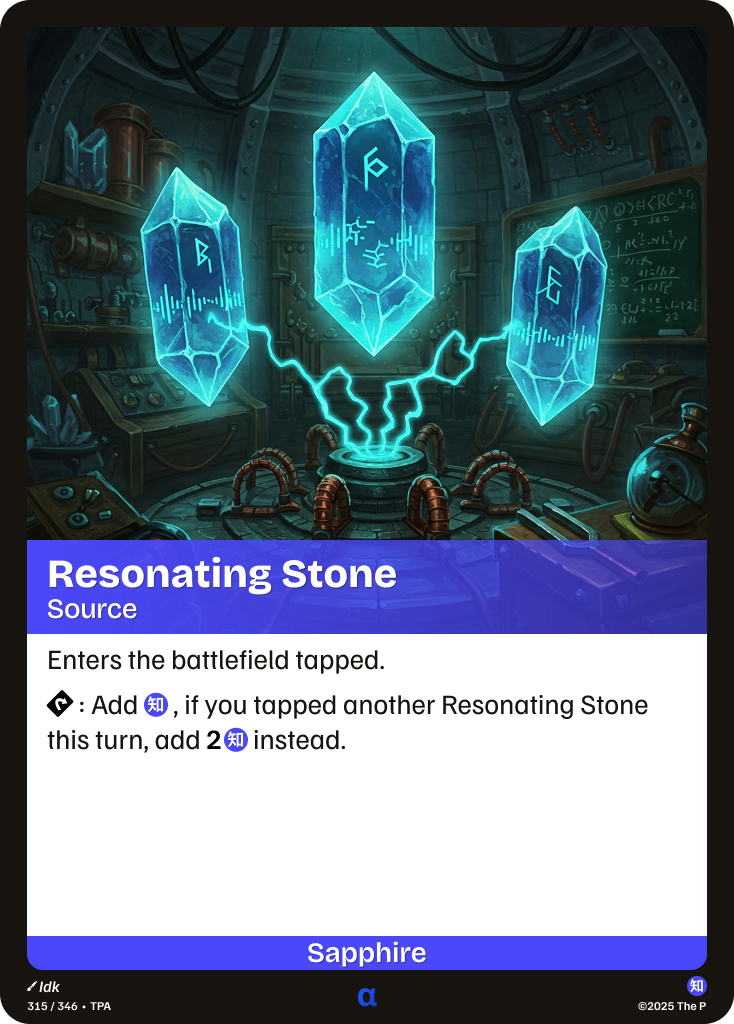 Resonating Stone
Source
Enters the battlefield tapped.
: Add 知 , if you tapped another Resonating Stone
this turn, add 2 知 instead.
Sapphire
Idk
315 / 346 • TPA
α
知
©2025 The P